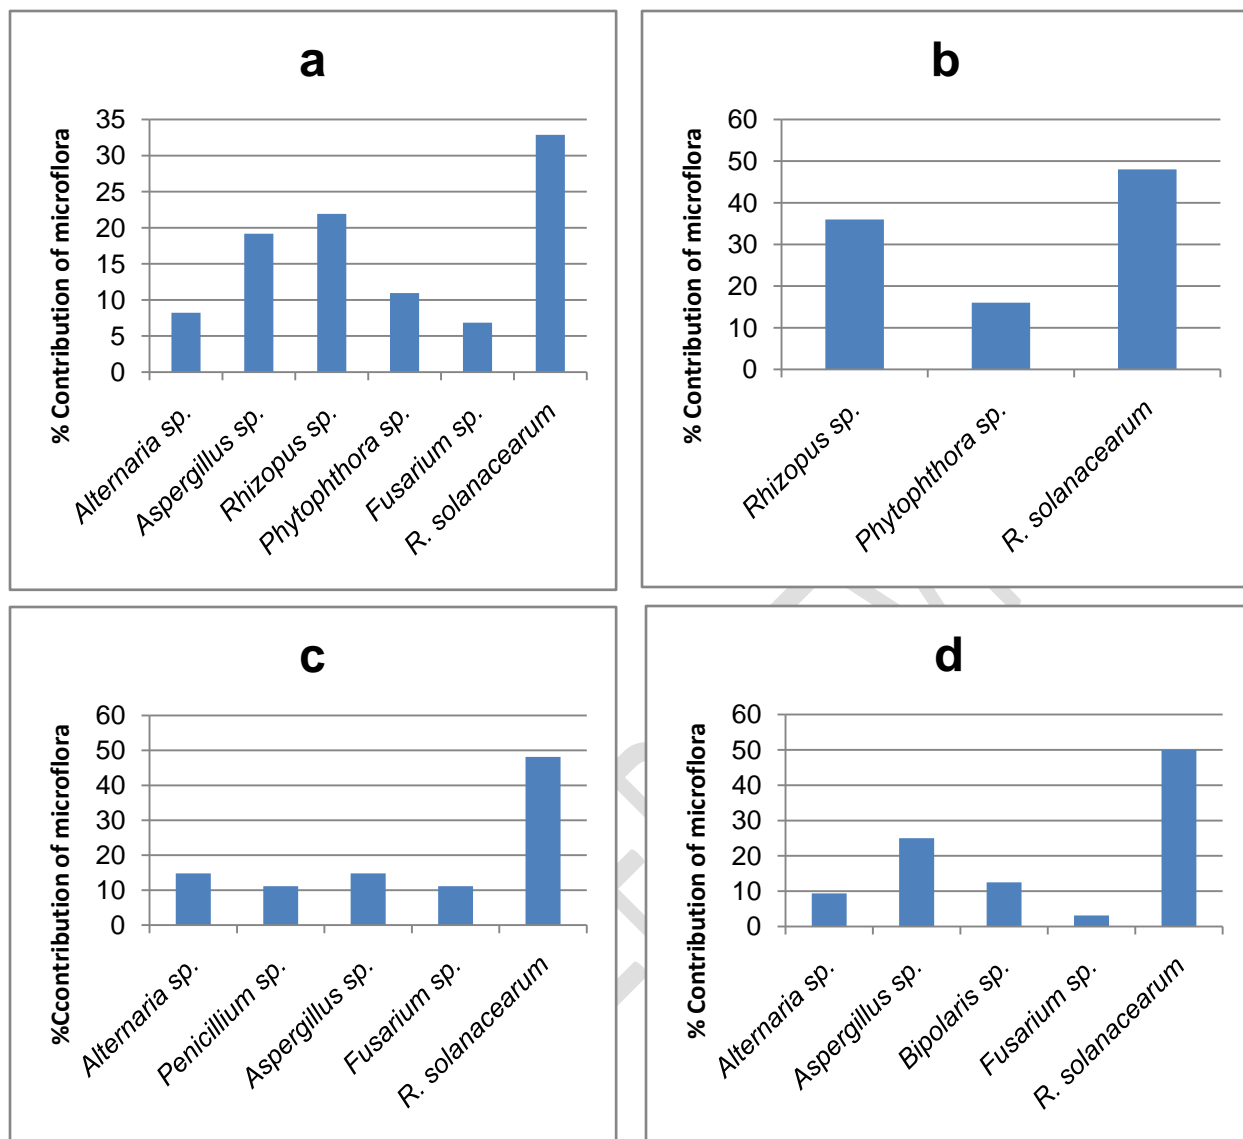 a
% Contribution of microflora
35
30
25
20
15
10
5
0
Alternaria sp.
Aspergillus sp.
Rhizopus sp.
Phytophthora sp.
Fusarium sp.
R. solanacearum
b
% Contribution of microflora
60
50
40
30
20
10
0
Rhizopus sp.
Phytophthora sp.
R. solanacearum
c
%Ccontribution of microflora
60
50
40
30
20
10
0
Alternaria sp.
Penicillium sp.
Aspergillus sp.
Fusarium sp.
R. solanacearum
d
% Contribution of microflora
60
50
40
30
20
10
0
Alternaria sp.
Aspergillus sp.
Bipolaris sp.
Fusarium sp.
R. solanacearum